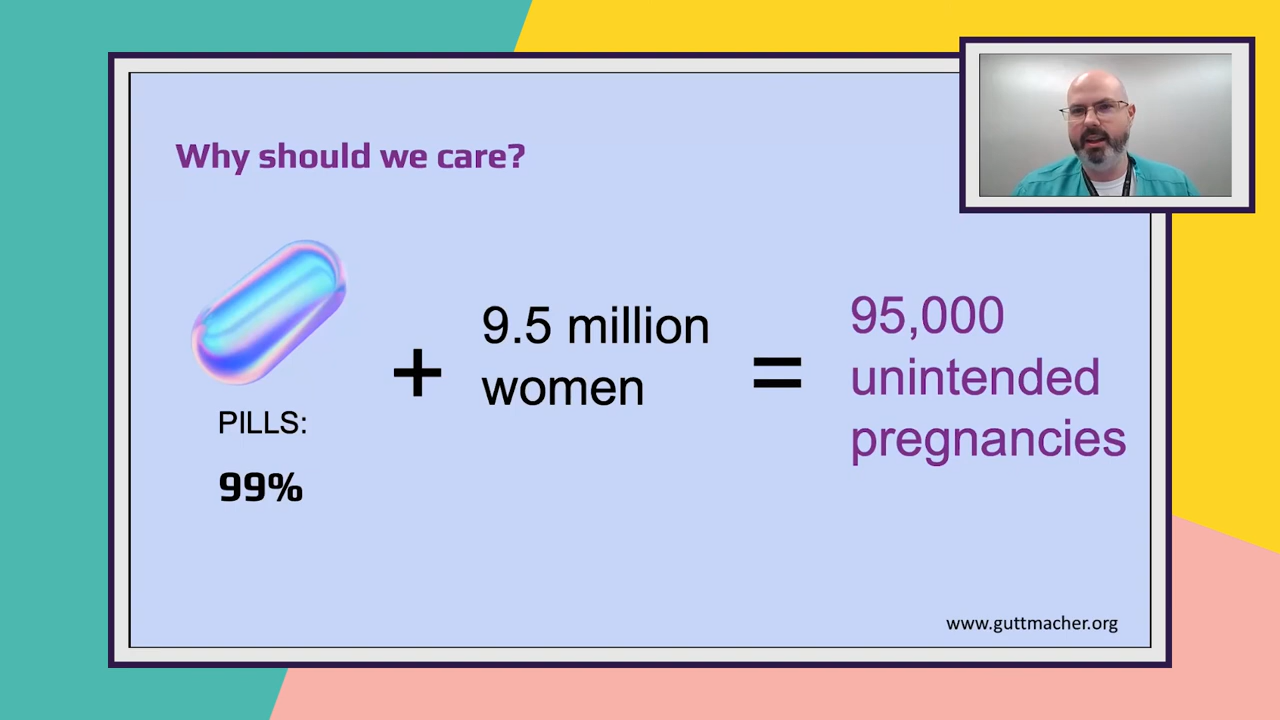 Why should we care?
PILLS:
99%
+
9.5 million
women
=
95,000
unintended
pregnancies
www.guttmacher.org